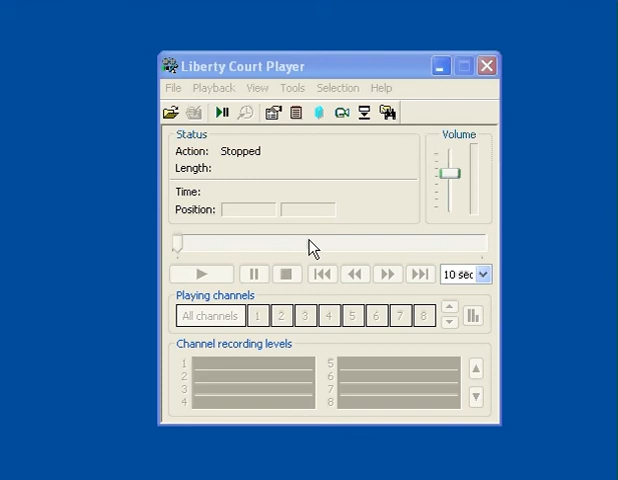 Liberty Court Player
File Playback View Tools Selection Help
Status
Volume
Action: Stopped
Length:
Time:
Position:
10 sec
Playing channels
All channels 1 2 3 4 5 6 7 8
Channel recording levels
1 5
2 6
3 7
4 8